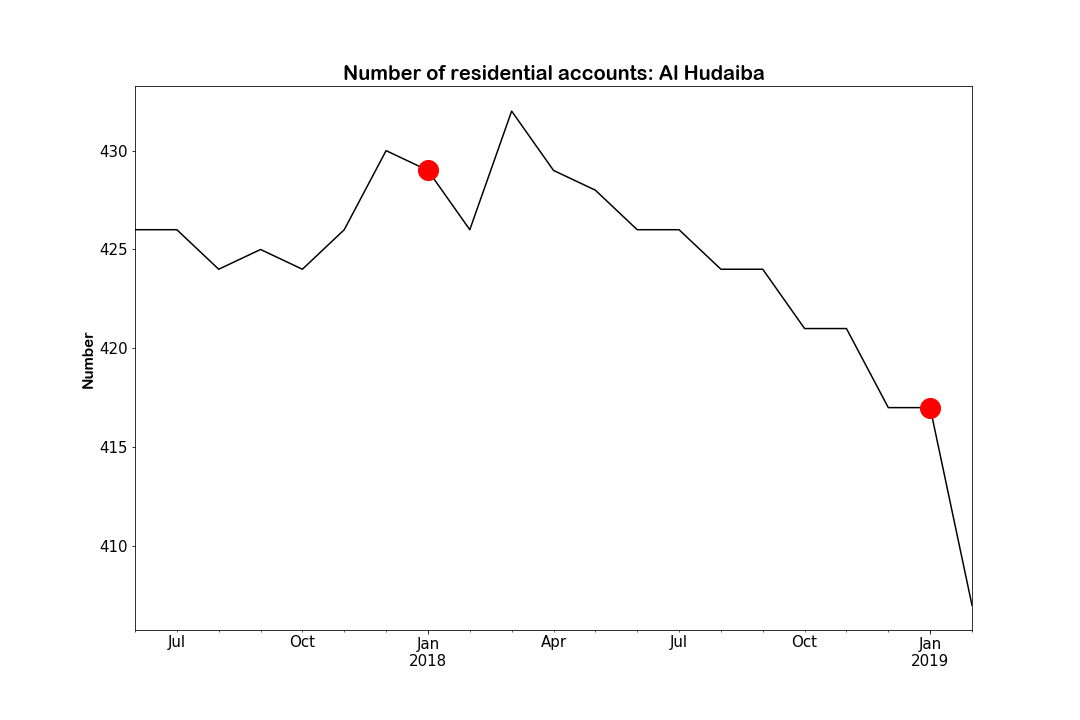 Number of residential accounts: Al Hudaiba
Number
430
425
420
415
410
Jul
Oct
Jan
2018
Apr
Jul
Oct
Jan
2019